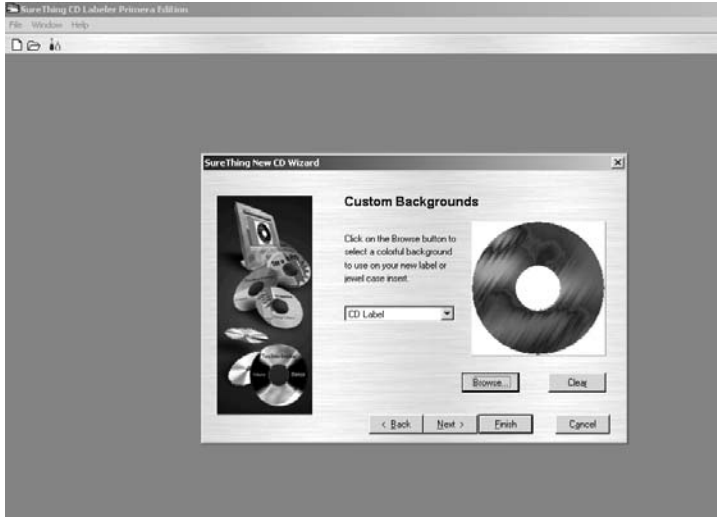 SureThing CD Labeler Primera Edition
File Window Help
SureThing New CD Wizard
Custom Backgrounds
Click on the Browse button to
select a colorful background
to use on your new label or
jewel case insert.
CD Label
Browse...
Clear
< Back
Next >
Finish
Cancel